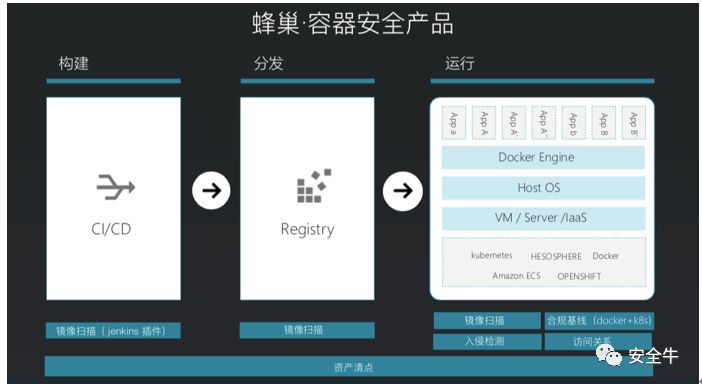 蜂巢·容器安全产品
构建
分发
运行
CI/CD
Registry
App a
App A
App A'
App A''
App b
App B
App B'
Docker Engine
Host OS
VM / Server /IaaS
kubernetes HESOSPHERE Docker
Amazon ECS OPENSHIFT
镜像扫描（ jenkins 插件）
镜像扫描
镜像扫描
合规基线（docker+k8s)
入侵检测
访问关系
资产清点
安全牛